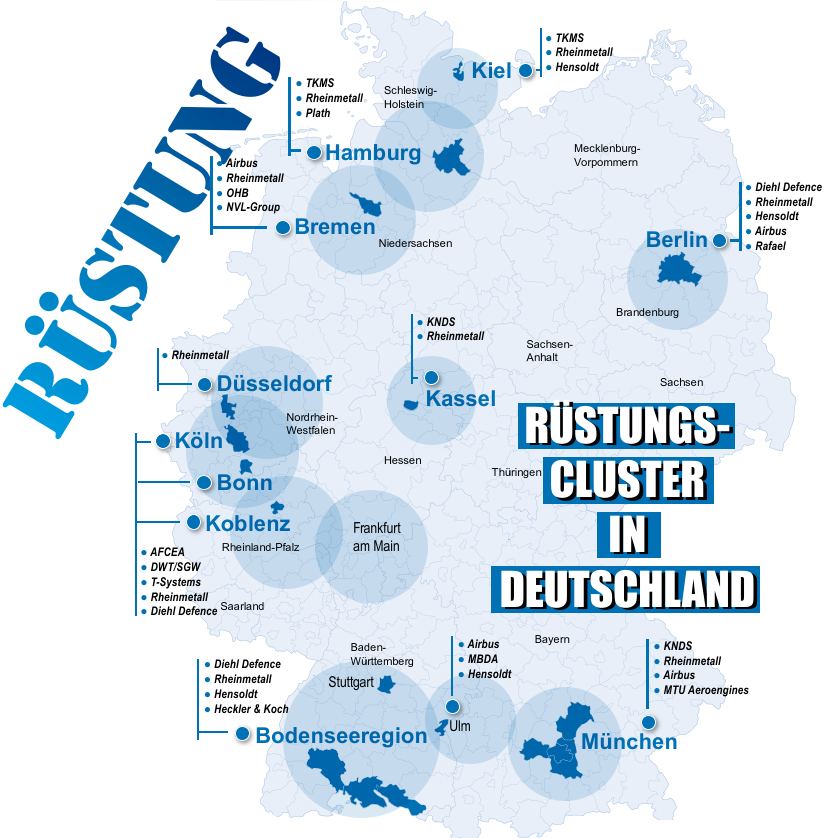 RÜSTUNG
Kiel
TKMS
Rheinmetall
Hensoldt
Schleswig-
Holstein
TKMS
Rheinmetall
Plath
Hamburg
Mecklenburg-
Vorpommern
Airbus
Rheinmetall
OHB
NVL-Group
Bremen
Niedersachsen
Diehl Defence
Rheinmetall
Hensoldt
Airbus
Rafael
Berlin
Brandenburg
KNDS
Rheinmetall
Kassel
Sachsen-
Anhalt
Sachsen
Rheinmetall
Düsseldorf
Nordrhein-
Westfalen
Köln
Bonn
Koblenz
Hessen
Thüringen
Rheinland-Pfalz
Frankfurt
am Main
AFCEA
DWT/SGW
T-Systems
Rheinmetall
Diehl Defence
Saarland
RÜSTUNGS-
CLUSTER
IN
DEUTSCHLAND
Bayern
Baden-
Württemberg
Stuttgart
Diehl Defence
Rheinmetall
Hensoldt
Heckler & Koch
Bodenseeregion
Airbus
MBDA
Hensoldt
Ulm
KNDS
Rheinmetall
Airbus
MTU Aeroengines
München